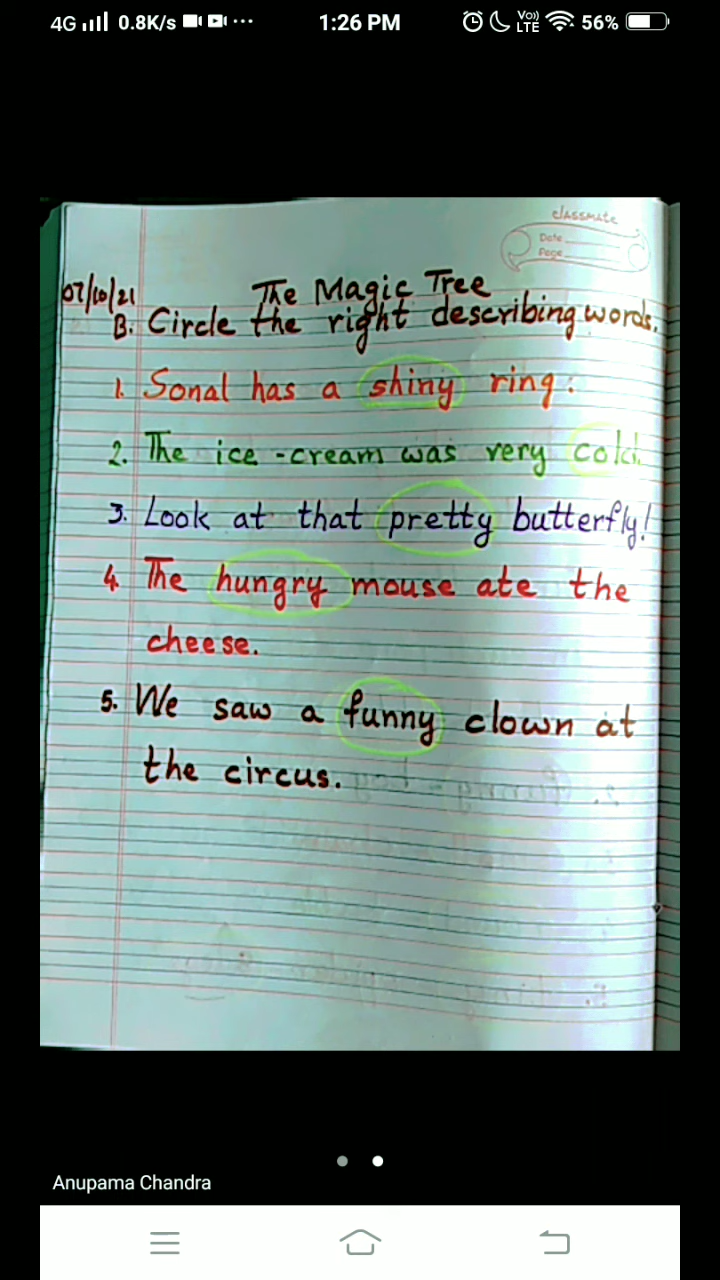 4G 0.8K/s ... 1:26 PM Vo) LTE 56%
classmate
Date
Page
07/10/21 The Magic Tree
B. Circle the right describing words.
1. Sonal has a shiny ring.
2. The ice-cream was very cold.
3. Look at that pretty butterfly!
4. The hungry mouse ate the
cheese.
5. We saw a funny clown at
the circus.
Anupama Chandra